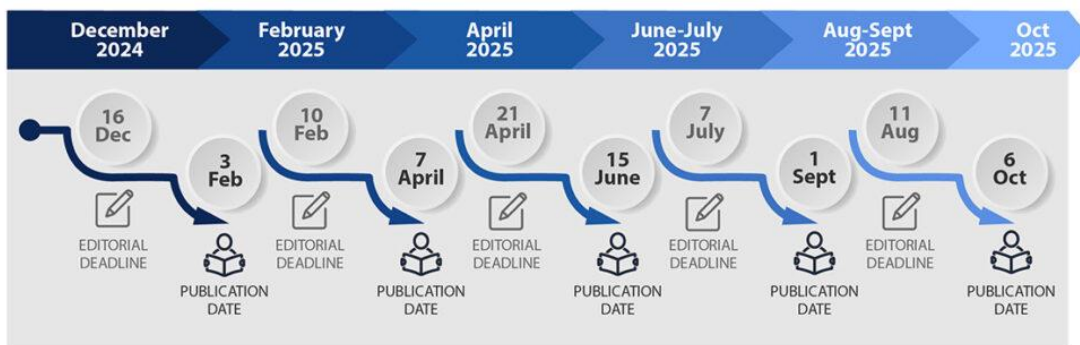 December
2024
February
2025
April
2025
June-July
2025
Aug-Sept
2025
Oct
2025
16
Dec
EDITORIAL
DEADLINE
3
Feb
PUBLICATION
DATE
10
Feb
EDITORIAL
DEADLINE
7
April
PUBLICATION
DATE
21
April
EDITORIAL
DEADLINE
15
June
PUBLICATION
DATE
7
July
EDITORIAL
DEADLINE
1
Sept
PUBLICATION
DATE
11
Aug
EDITORIAL
DEADLINE
6
Oct
PUBLICATION
DATE